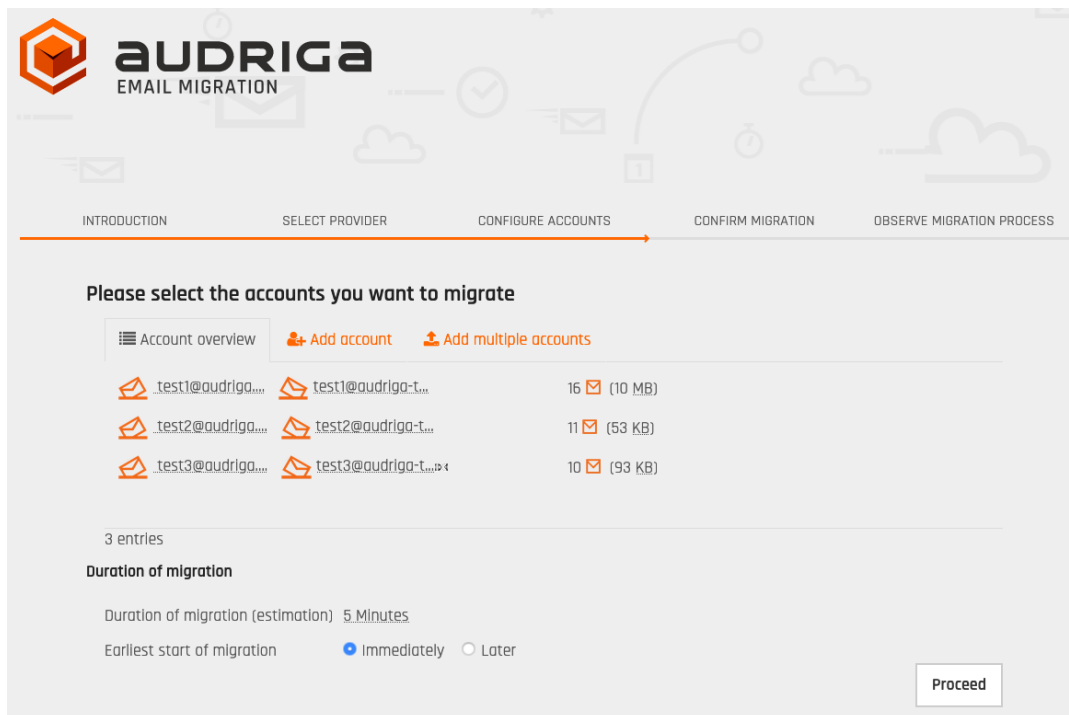 audriga
EMAIL MIGRATION
1
INTRODUCTION SELECT PROVIDER CONFIGURE ACCOUNTS CONFIRM MIGRATION OBSERVE MIGRATION PROCESS
Please select the accounts you want to migrate
Account overview Add account Add multiple accounts
test1@audriga.... test1@audriga-t... 16 (10 MB)
test2@audriga.... test2@audriga-t... 11 (53 KB)
test3@audriga.... test3@audriga-t... 10 (93 KB)
3 entries
Duration of migration
Duration of migration (estimation) 5 Minutes
Earliest start of migration Immediately Later
Proceed